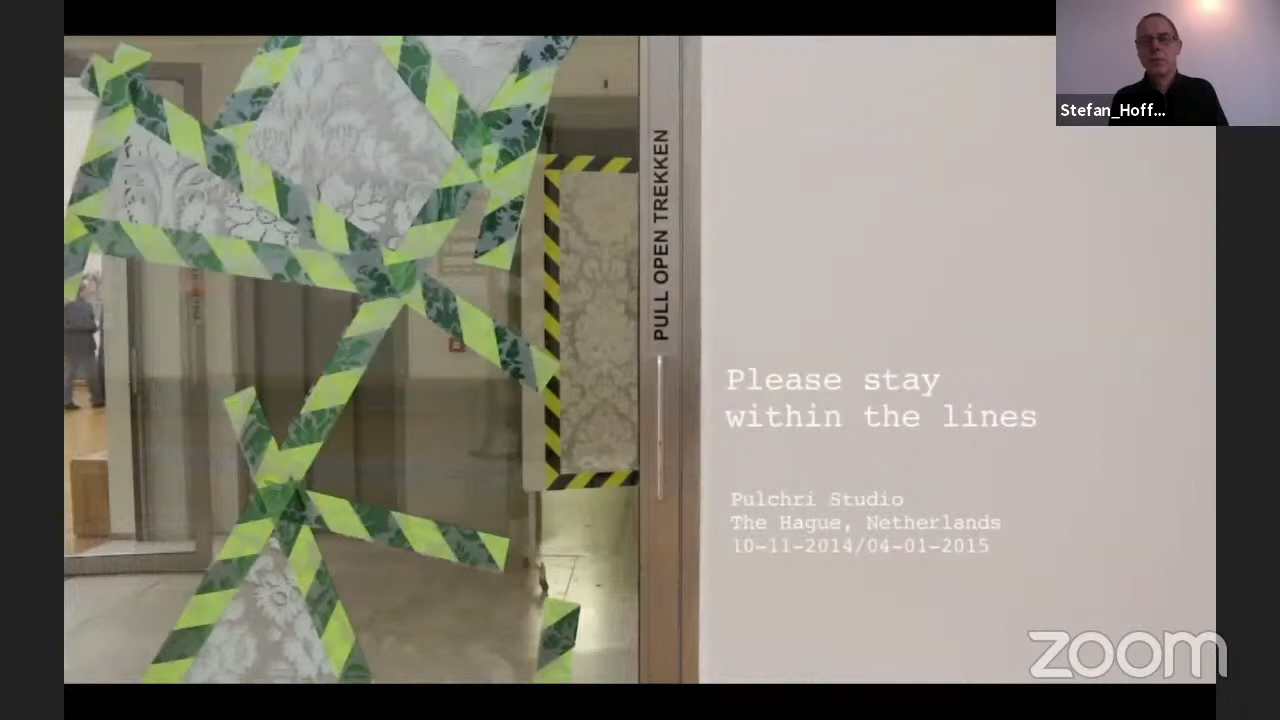 Stefan_Hoff...
PULL OPEN TREKKEN
Please stay
within the lines
Pulchri Studio
The Hague, Netherlands
10-11-2014/04-01-2015
zoom